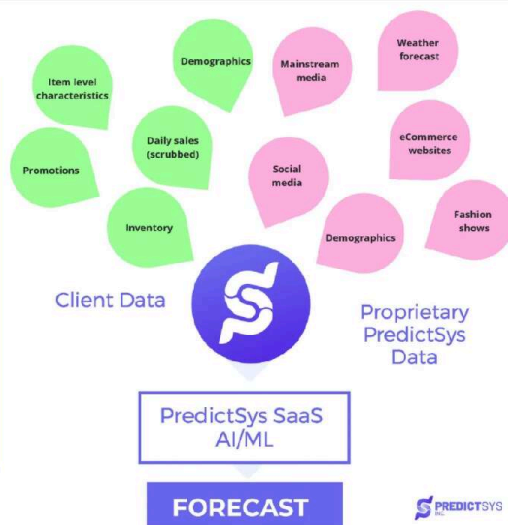 Demographics
Mainstream
media
Weather
forecast
Item level
characteristics
Daily sales
(scrubbed)
eCommerce
websites
Promotions
Social
media
Inventory
Demographics
Fashion
shows
Client Data
Proprietary
PredictSys
Data
PredictSys SaaS
AI/ML
FORECAST
PREDICTSYS
INC.